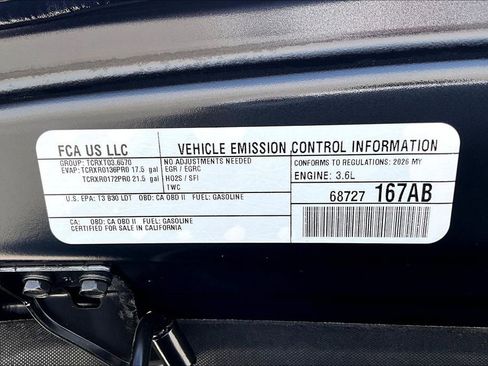 FCA US LLC
VEHICLE EMISSION CONTROL INFORMATION
GROUP: TCRXT03.6570
EVAP: TCRXR0136PR0 17.5 gal
TCRXR0172PR0 21.5 gal
NO ADJUSTMENTS NEEDED
EGR / EGRC
HO2S / SFI
TWC
CONFORMS TO REGULATIONS: 2026 MY
ENGINE: 3.6L
U.S. EPA: T3 B30 LDT OBD: CA OBD II FUEL: GASOLINE
68727 167AB
CA: OBD: CA OBD II FUEL: GASOLINE
CERTIFIED FOR SALE IN CALIFORNIA